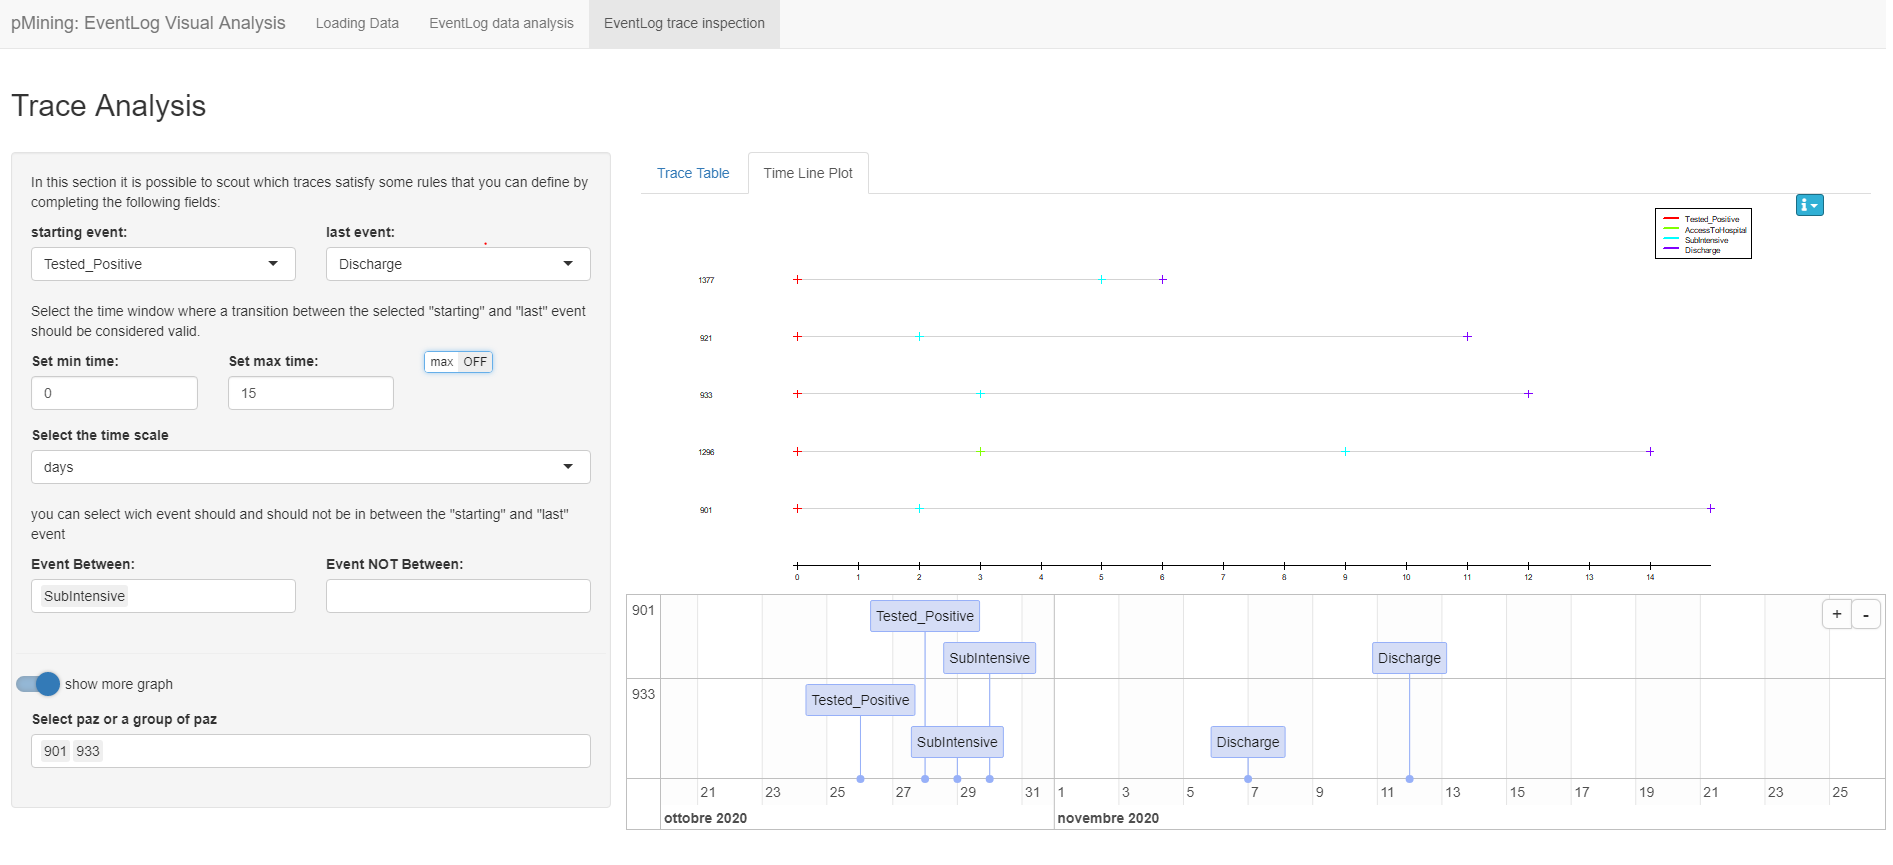 pMining: EventLog Visual Analysis Loading Data EventLog data analysis EventLog trace inspection
Trace Analysis
In this section it is possible to scout which traces satisfy some rules that you can define by
completing the following fields:
starting event: last event:
Tested_Positive Discharge
Select the time window where a transition between the selected "starting" and "last" event
should be considered valid.
Set min time: Set max time: max OFF
0 15
Select the time scale
days
you can select wich event should and should not be in between the "starting" and "last"
event
Event Between: Event NOT Between:
SubIntensive
show more graph
Select paz or a group of paz
901 933
Trace Table Time Line Plot
i
Tested_Positive
AccessToHospital
SubIntensive
Discharge
1377
921
933
1296
901
0 1 2 3 4 5 6 7 8 9 10 11 12 13 14
901 Tested_Positive + -
SubIntensive Discharge
933 Tested_Positive
SubIntensive Discharge
21 23 25 27 29 31 1 3 5 7 9 11 13 15 17 19 21 23 25
ottobre 2020 novembre 2020